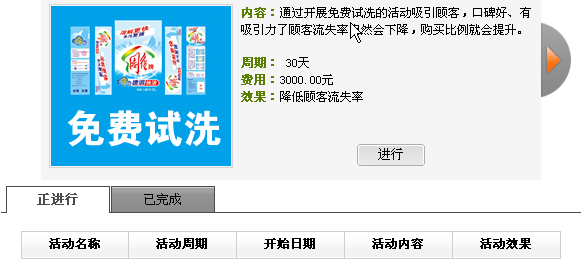 内容：通过开展免费试洗的活动吸引顾客，口碑好、有
吸引力了顾客流失率 然会下降，购买比例就会提升。
周期： 30天
费用：3000.00元
效果：降低顾客流失率
雕
免费试洗
进行
正进行
已完成
活动名称 活动周期 开始日期 活动内容 活动效果